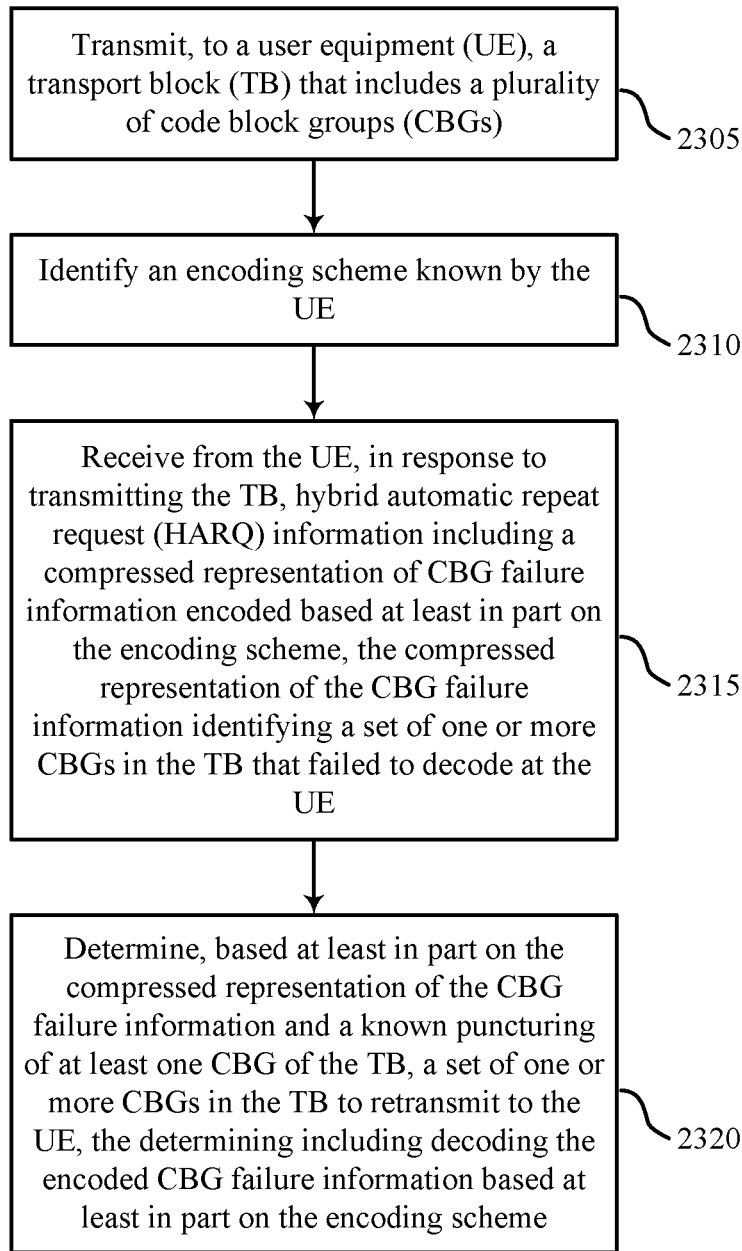 Transmit, to a user equipment (UE), a
transport block (TB) that includes a plurality
of code block groups (CBGs)
2305
Identify an encoding scheme known by the
UE
2310
Receive from the UE, in response to
transmitting the TB, hybrid automatic repeat
request (HARQ) information including a
compressed representation of CBG failure
information encoded based at least in part on
the encoding scheme, the compressed
representation of the CBG failure
information identifying a set of one or more
CBGs in the TB that failed to decode at the
UE
2315
Determine, based at least in part on the
compressed representation of the CBG
failure information and a known puncturing
of at least one CBG of the TB, a set of one or
more CBGs in the TB to retransmit to the
UE, the determining including decoding the
encoded CBG failure information based at
least in part on the encoding scheme
2320